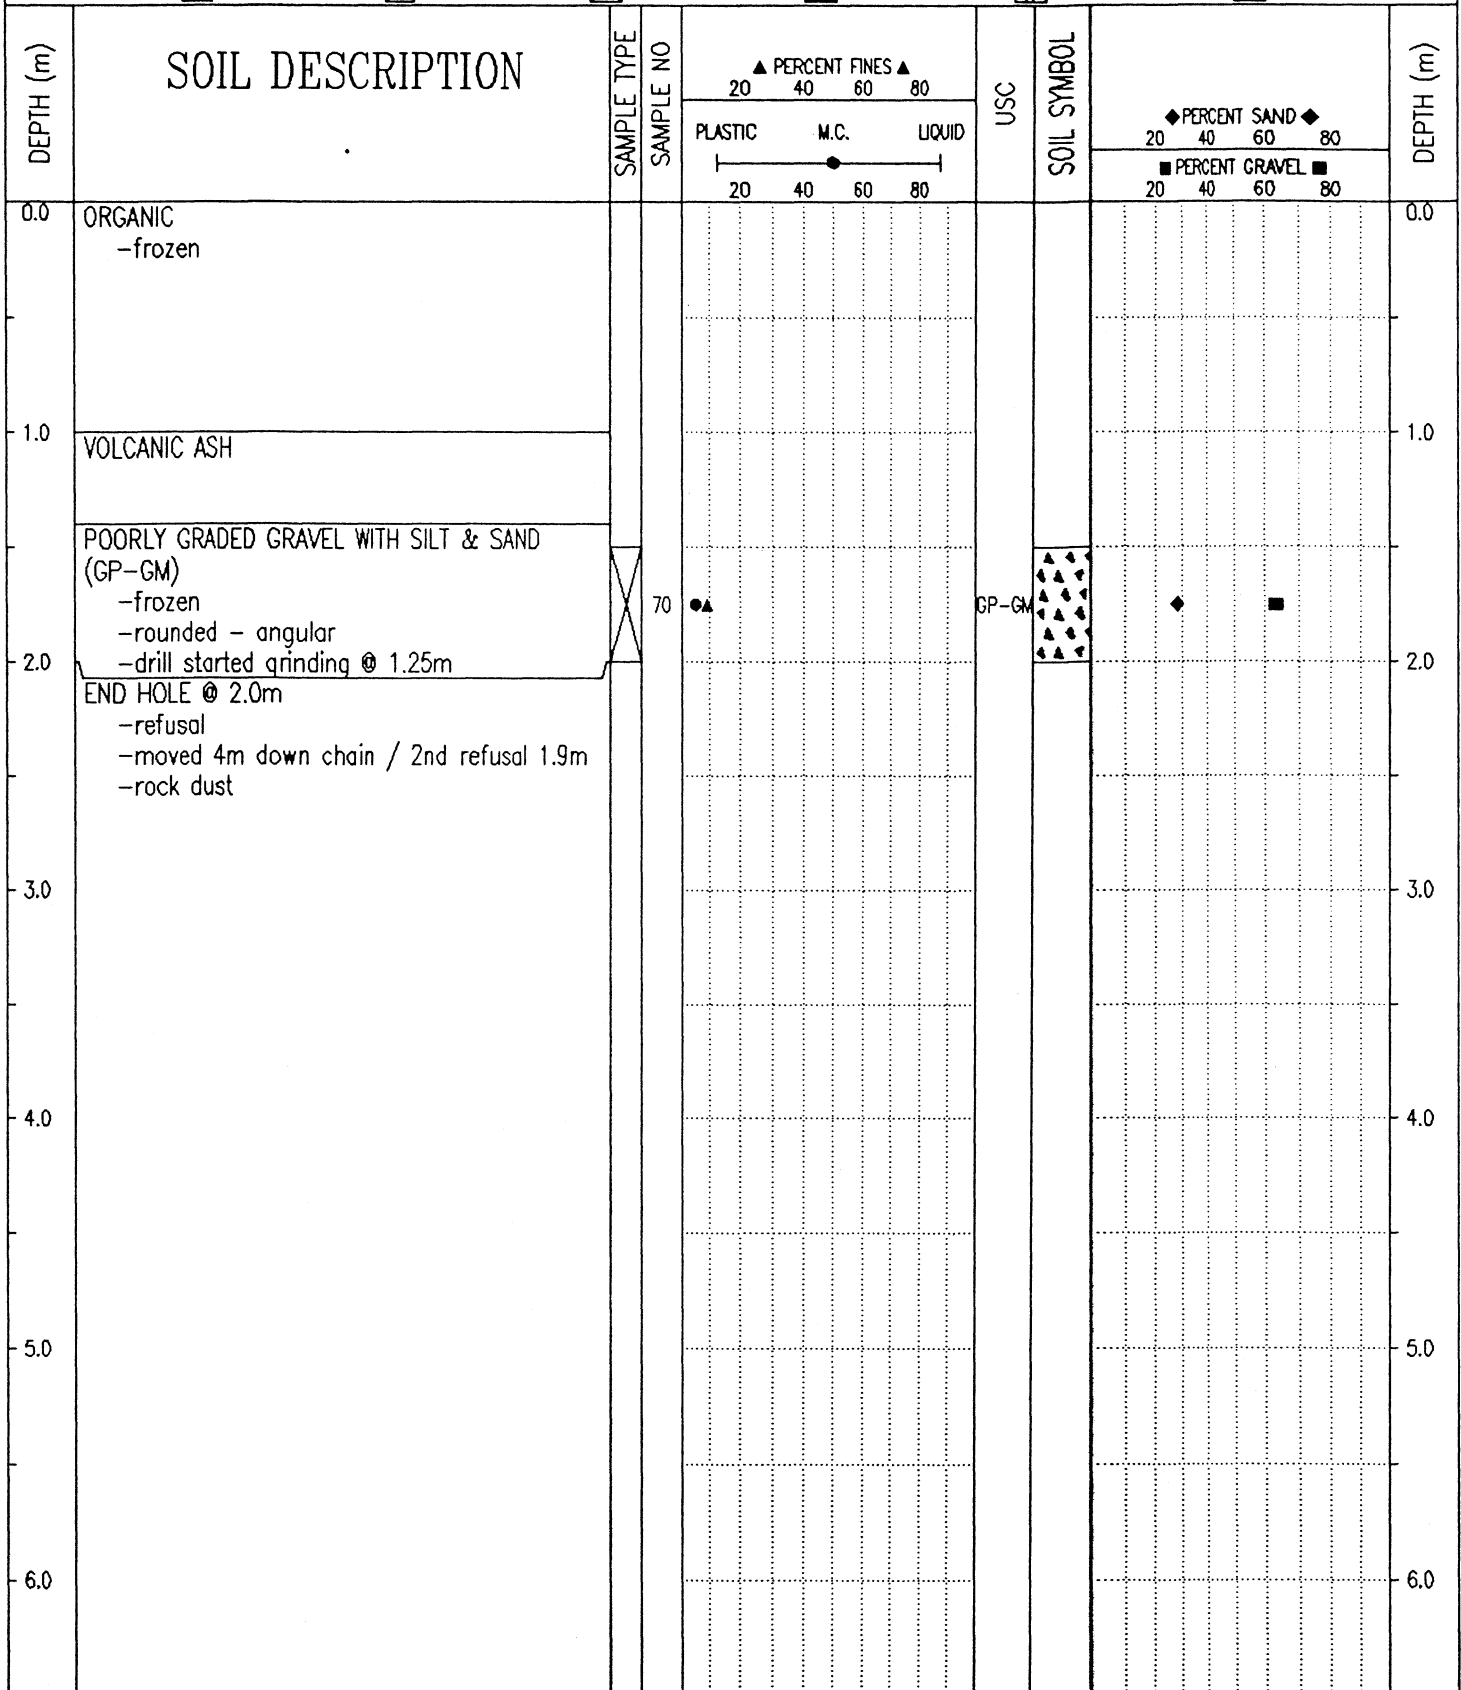 DEPTH (m)
SOIL DESCRIPTION
SAMPLE TYPE
SAMPLE NO
▲ PERCENT FINES ▲
20 40 60 80
PLASTIC M.C. LIQUID
20 40 60 80
USC
SOIL SYMBOL
◆PERCENT SAND◆
20 40 60 80
■PERCENT GRAVEL■
20 40 60 80
DEPTH (m)
0.0 ORGANIC 0.0
-frozen
1.0 1.0
VOLCANIC ASH
POORLY GRADED GRAVEL WITH SILT & SAND
(GP-GM)
-frozen 70 GP-GM
-rounded - angular
2.0 -drill started grinding @ 1.25m 2.0
END HOLE @ 2.0m
-refusal
-moved 4m down chain / 2nd refusal 1.9m
-rock dust
3.0 3.0
4.0 4.0
5.0 5.0
6.0 6.0